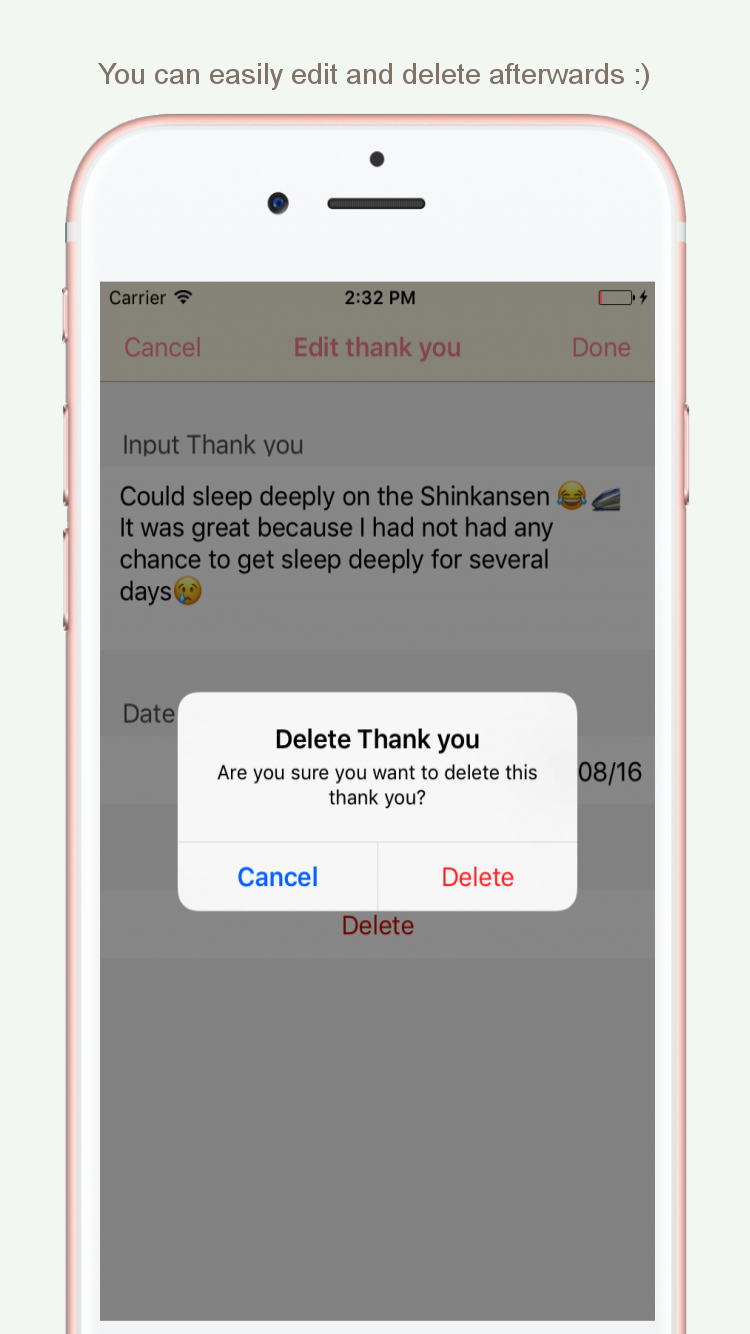 You can easily edit and delete afterwards :)
Carrier 2:32 PM
Cancel Edit thank you Done
Input Thank you
Could sleep deeply on the Shinkansen 😂🚄
It was great because I had not had any
chance to get sleep deeply for several
days😢
Date
08/16
Delete Thank you
Are you sure you want to delete this
thank you?
Cancel Delete
Delete